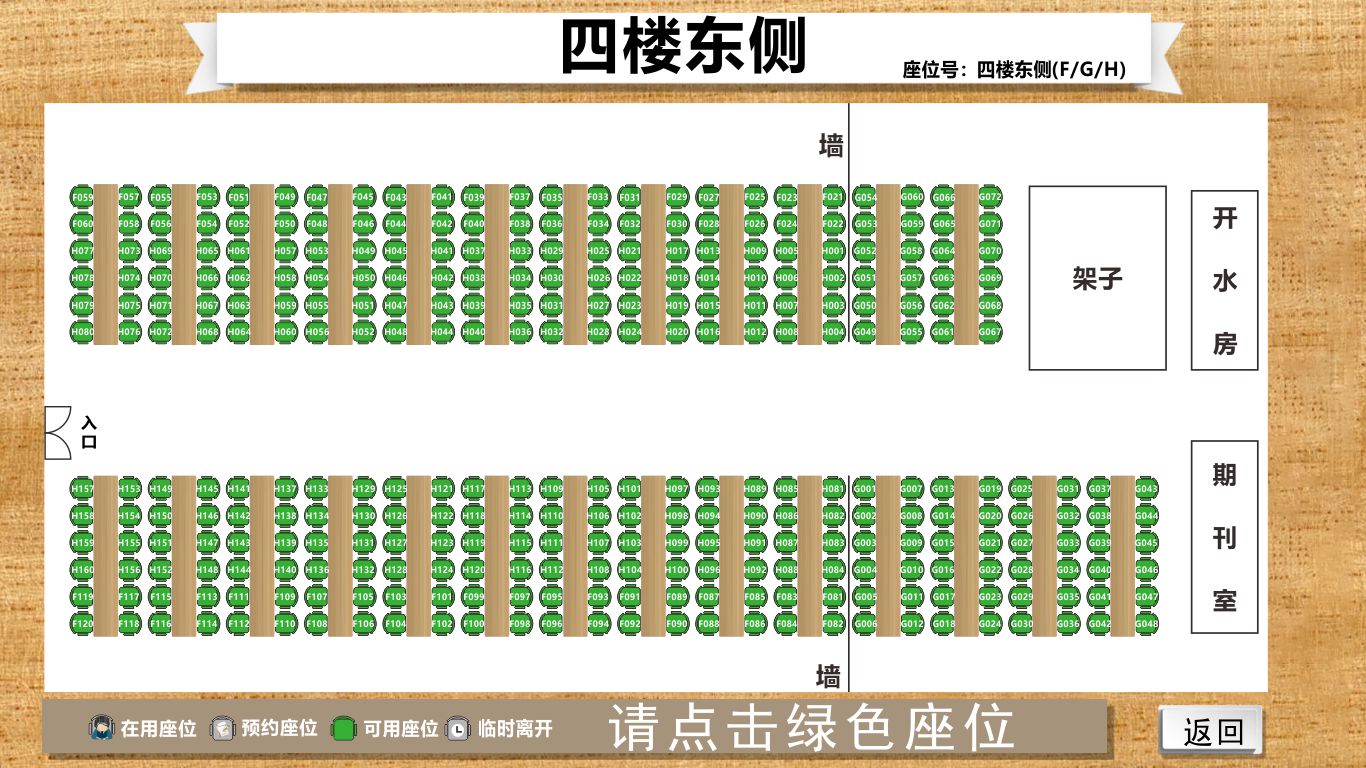 四楼东侧
座位号：四楼东侧(F/G/H)
墙
F059 F057 F055 F053 F051 F049 F047 F045 F043 F041 F039 F037 F035 F033 F031 F029 F027 F025 F023 F021 G054 G060 G066 G072
F060 F058 F056 F054 F052 F050 F048 F046 F044 F042 F040 F038 F036 F034 F032 F030 F028 F026 F024 F022 G053 G059 G065 G071
H077 H073 H069 H065 H061 H057 H053 H049 H045 H041 H037 H033 H029 H025 H021 H017 H013 H009 H005 H001 G052 G058 G064 G070
H078 H074 H070 H066 H062 H058 H054 H050 H046 H042 H038 H034 H030 H026 H022 H018 H014 H010 H006 H002 G051 G057 G063 G069
H079 H075 H071 H067 H063 H059 H055 H051 H047 H043 H039 H035 H031 H027 H023 H019 H015 H011 H007 H003 G050 G056 G062 G068
H080 H076 H072 H068 H064 H060 H056 H052 H048 H044 H040 H036 H032 H028 H024 H020 H016 H012 H008 H004 G049 G055 G061 G067
架子
开水房
入口
H157 H153 H149 H145 H141 H137 H133 H129 H125 H121 H117 H113 H109 H105 H101 H097 H093 H089 H085 H081 G001 G007 G013 G019 G025 G031 G037 G043
H158 H154 H150 H146 H142 H138 H134 H130 H126 H122 H118 H114 H110 H106 H102 H098 H094 H090 H086 H082 G002 G008 G014 G020 G026 G032 G038 G044
H159 H155 H151 H147 H143 H139 H135 H131 H127 H123 H119 H115 H111 H107 H103 H099 H095 H091 H087 H083 G003 G009 G015 G021 G027 G033 G039 G045
H160 H156 H152 H148 H144 H140 H136 H132 H128 H124 H120 H116 H112 H108 H104 H100 H096 H092 H088 H084 G004 G010 G016 G022 G028 G034 G040 G046
F119 F117 F115 F113 F111 F109 F107 F105 F103 F101 F099 F097 F095 F093 F091 F089 F087 F085 F083 F081 G005 G011 G017 G023 G029 G035 G041 G047
F120 F118 F116 F114 F112 F110 F108 F106 F104 F102 F100 F098 F096 F094 F092 F090 F088 F086 F084 F082 G006 G012 G018 G024 G030 G036 G042 G048
期刊室
墙
在用座位 预约座位 可用座位 临时离开
请点击绿色座位
返回